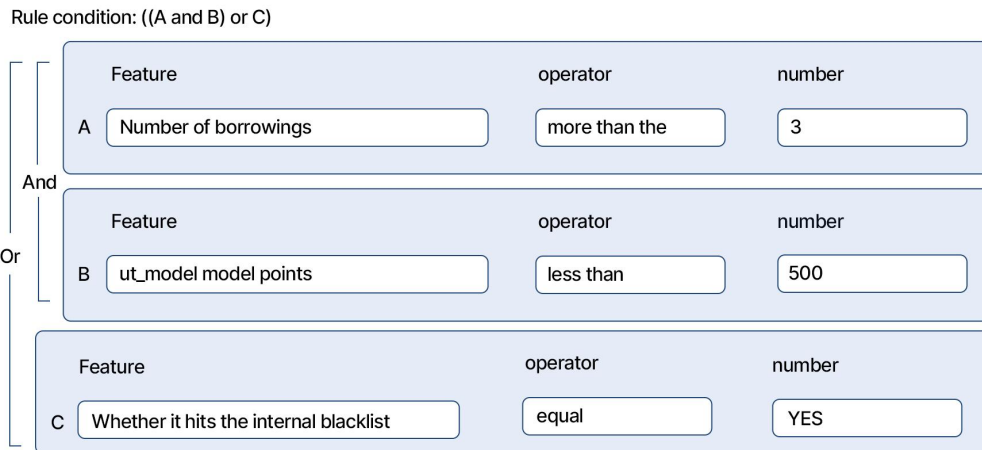 Rule condition: ((A and B) or C)
Feature operator number
A Number of borrowings more than the 3
And
Feature operator number
B ut_model model points less than 500
Or
Feature operator number
C Whether it hits the internal blacklist equal YES